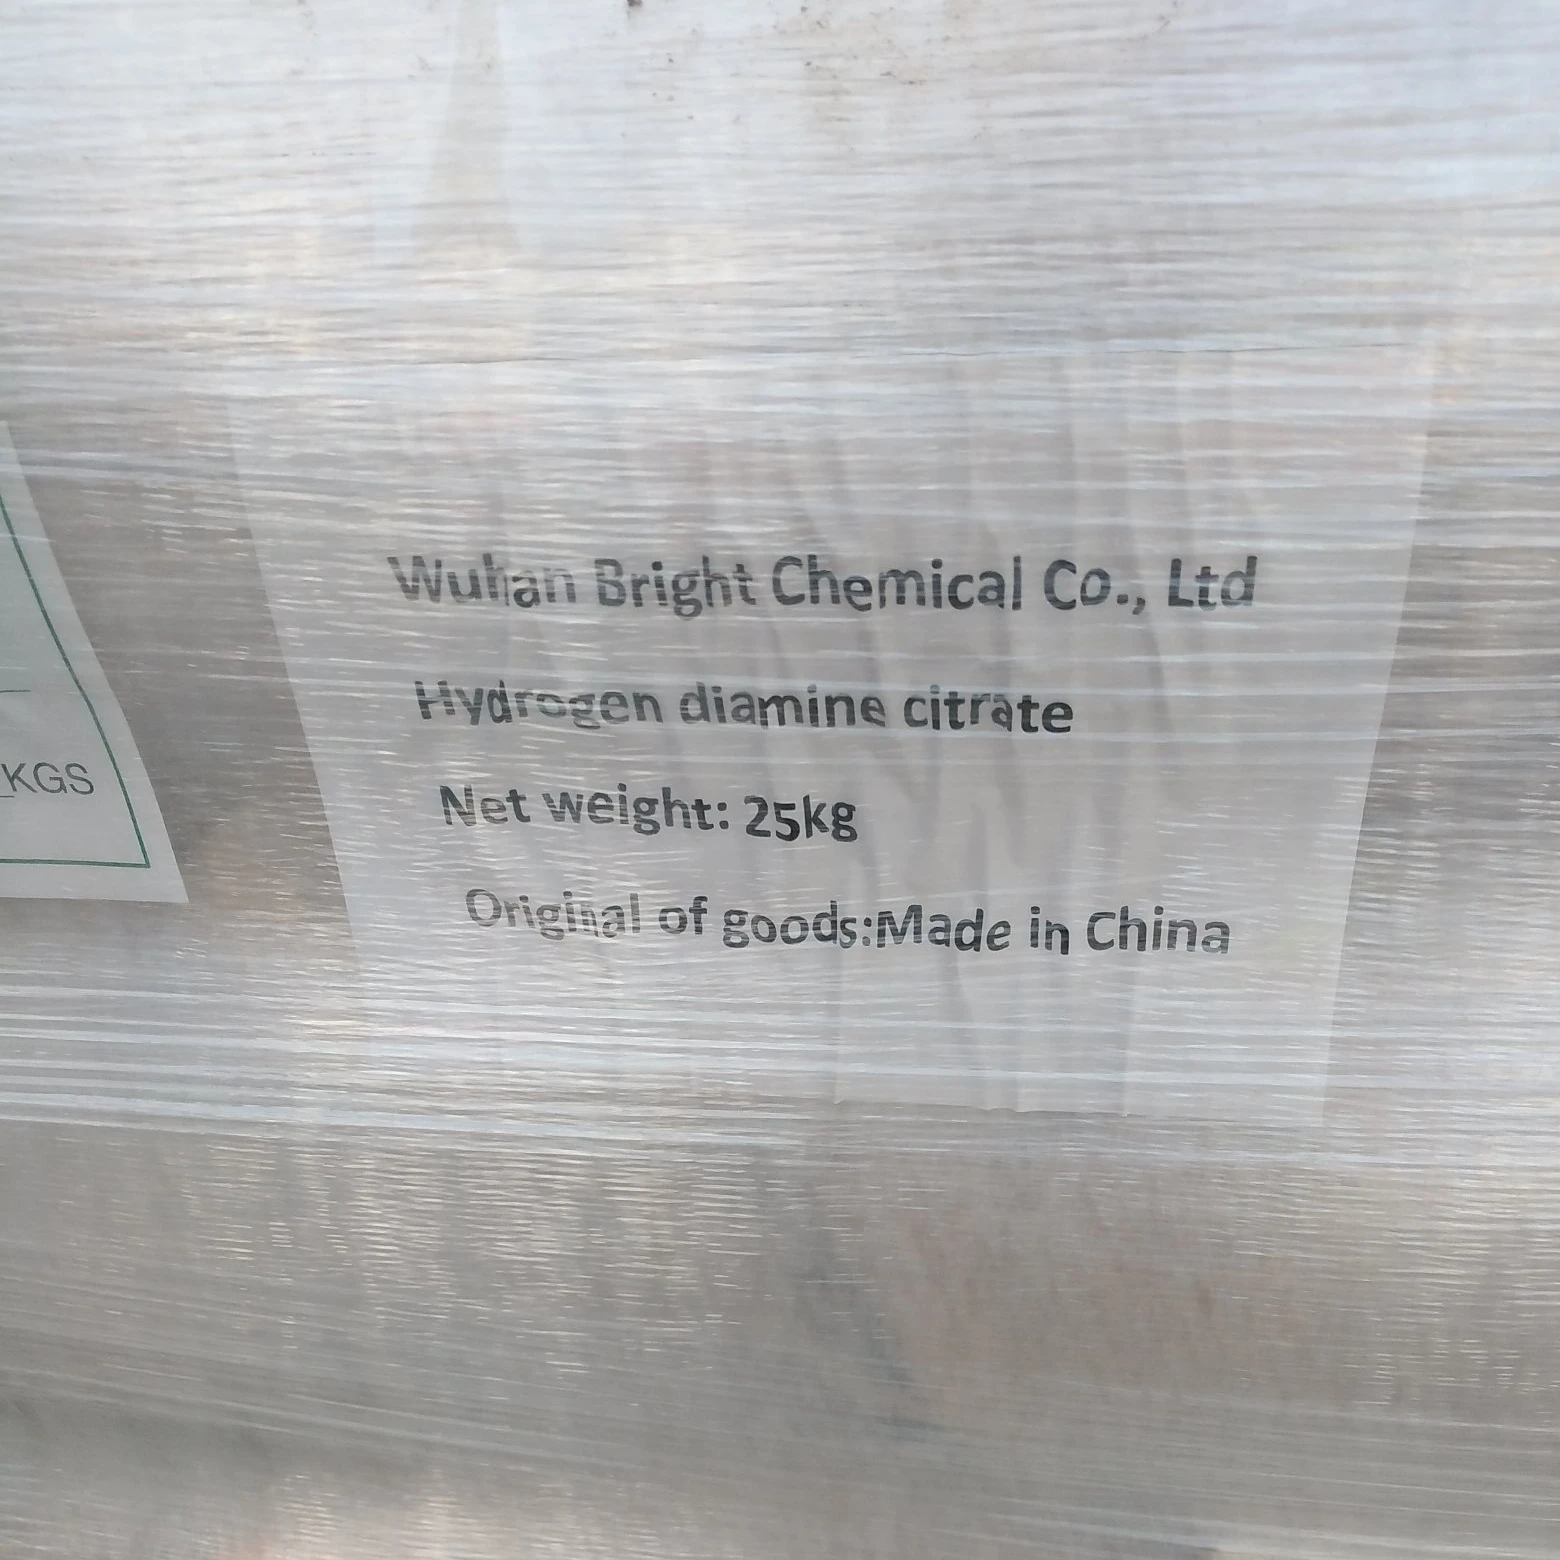 Wuhan Bright Chemical Co., Ltd
Hydrogen diamine citrate
Net weight: 25kg
Original of goods:Made in China
KGS